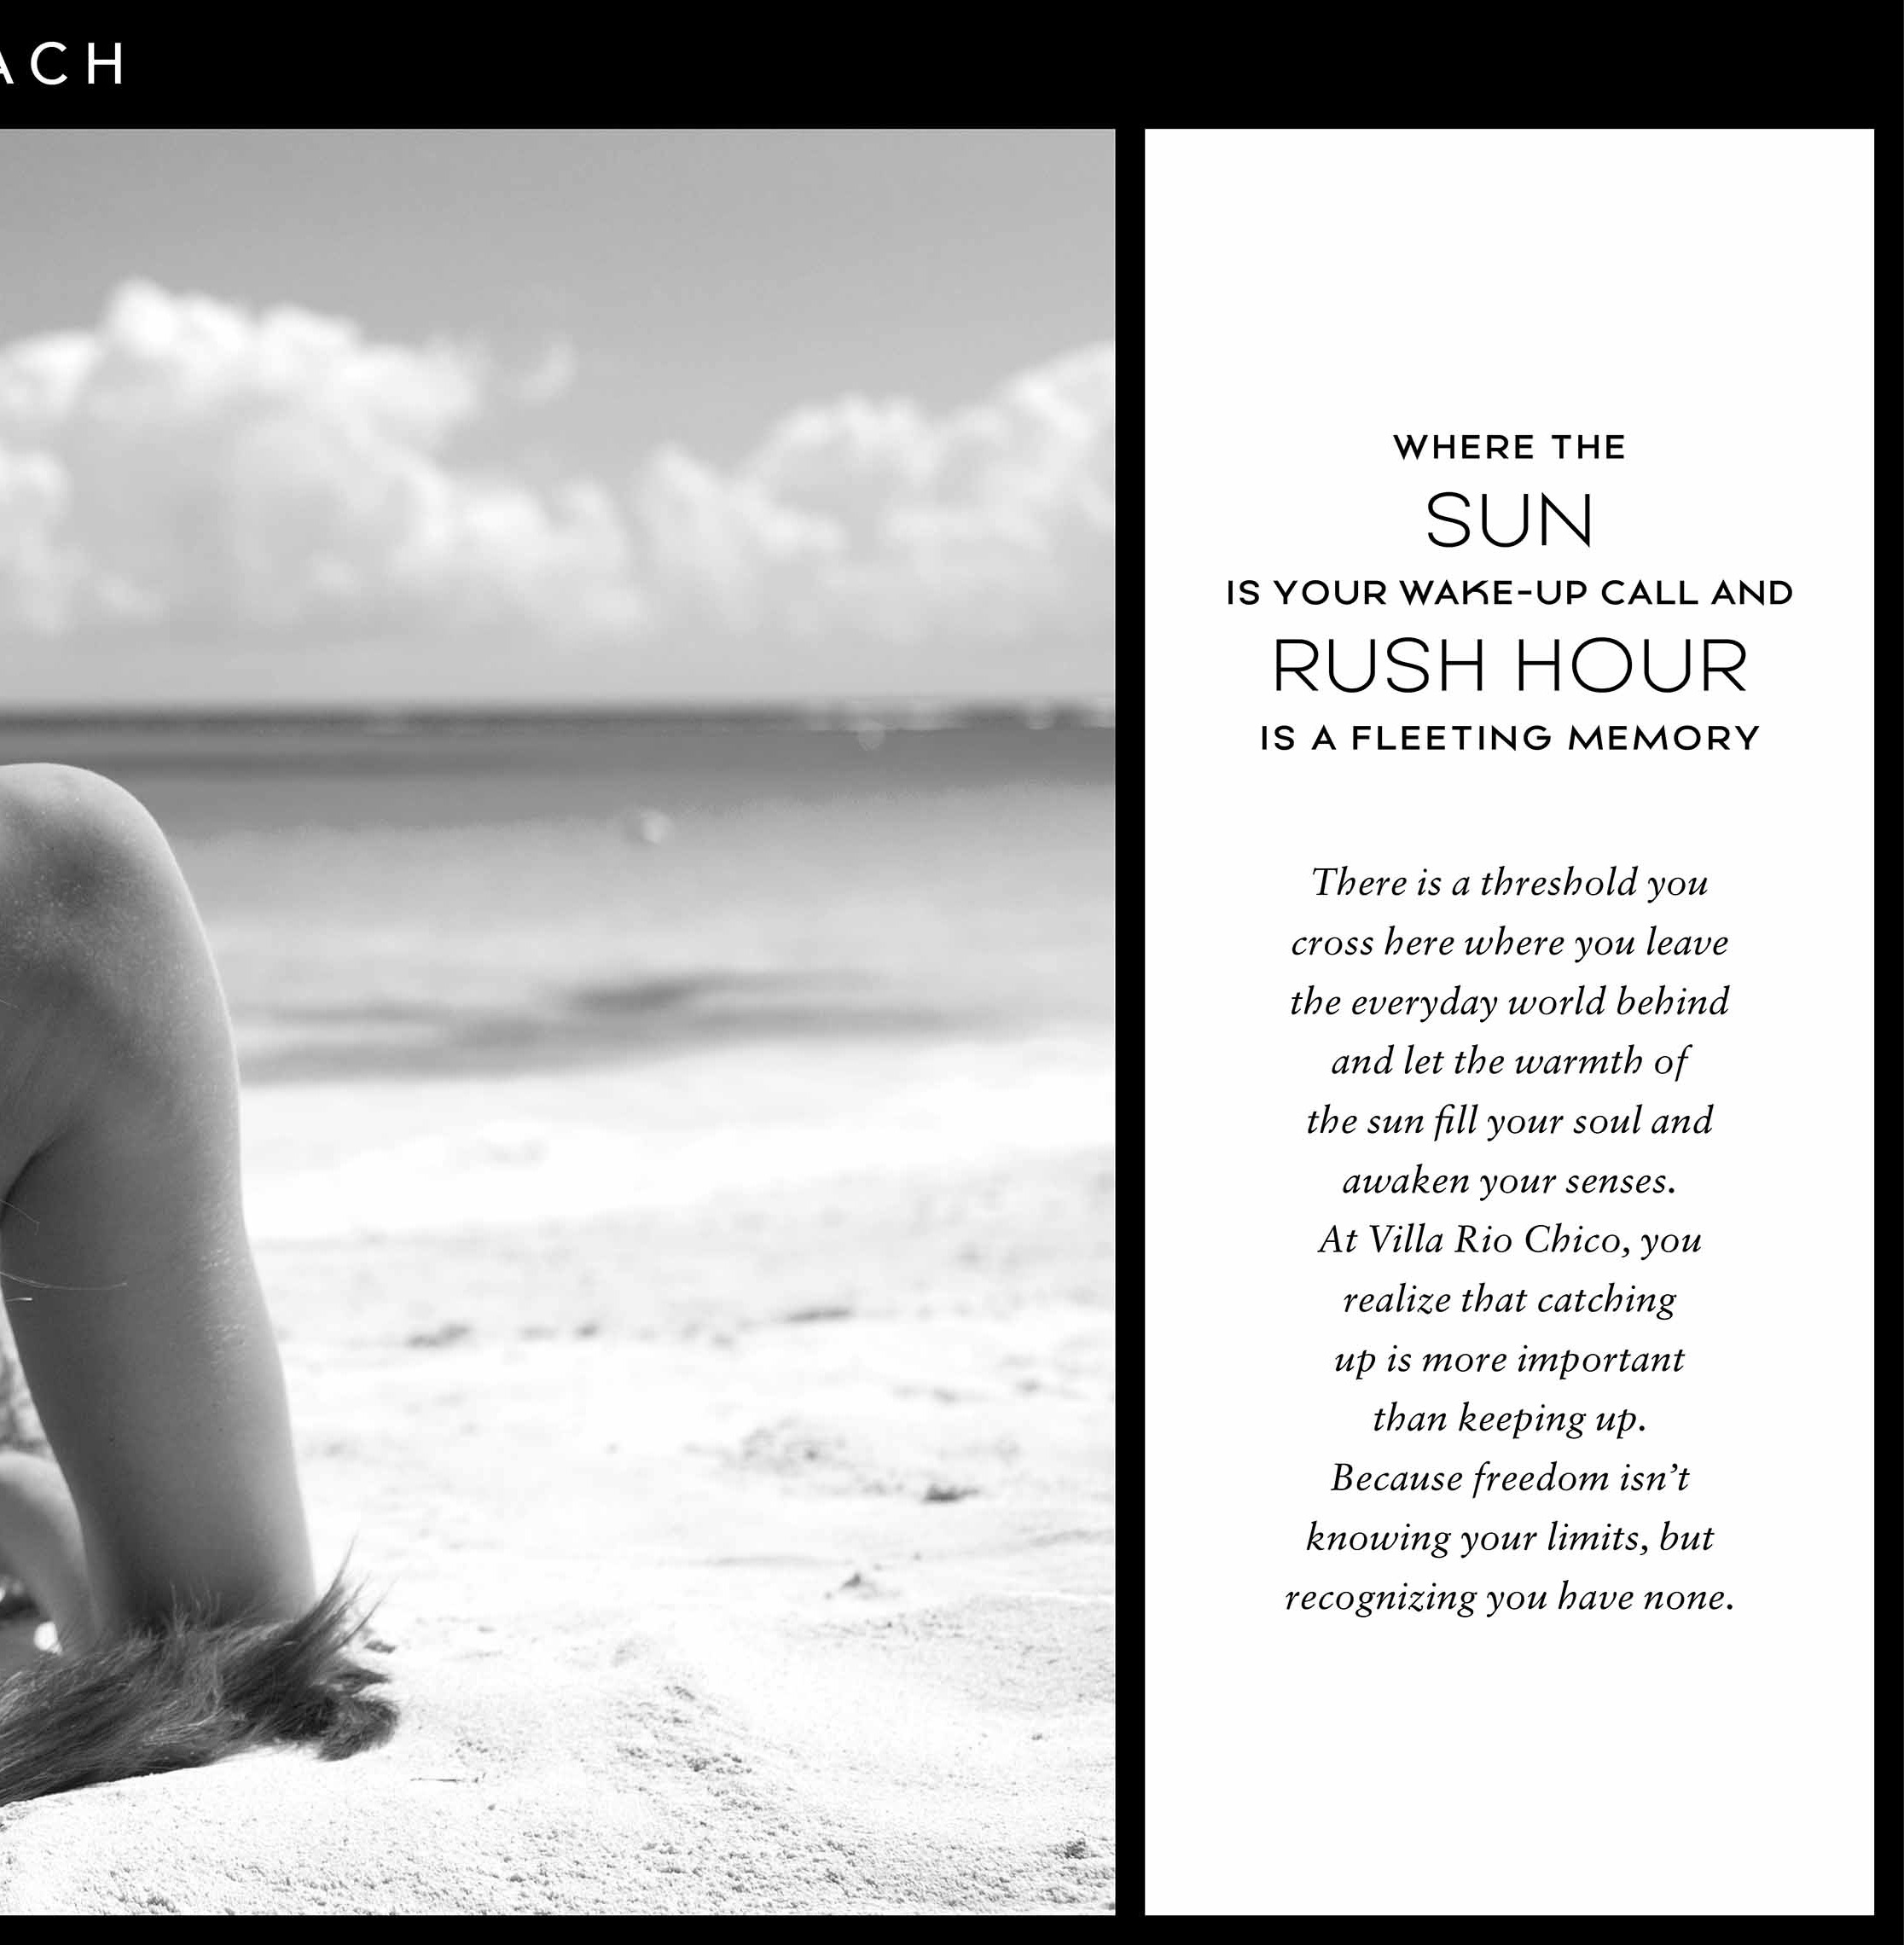 ACH
WHERE THE
SUN
IS YOUR WAKE-UP CALL AND
RUSH HOUR
IS A FLEETING MEMORY
There is a threshold you
cross here where you leave
the everyday world behind
and let the warmth of
the sun fill your soul and
awaken your senses.
At Villa Rio Chico, you
realize that catching
up is more important
than keeping up.
Because freedom isn’t
knowing your limits, but
recognizing you have none.